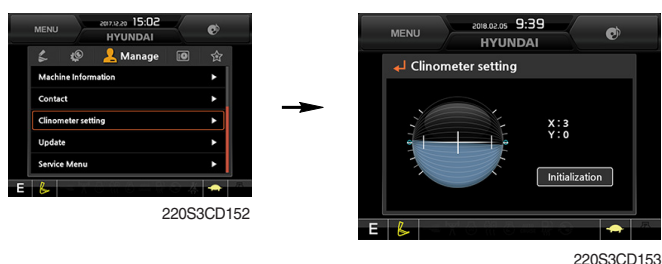 MENU
2017.12.20 15:02
HYUNDAI
Manage
Machine Information
Contact
Clinometer setting
Update
Service Menu
E
220S3CD152
MENU
2018.02.05 9:39
HYUNDAI
Clinometer setting
X : 3
Y : 0
Initialization
E
220S3CD153